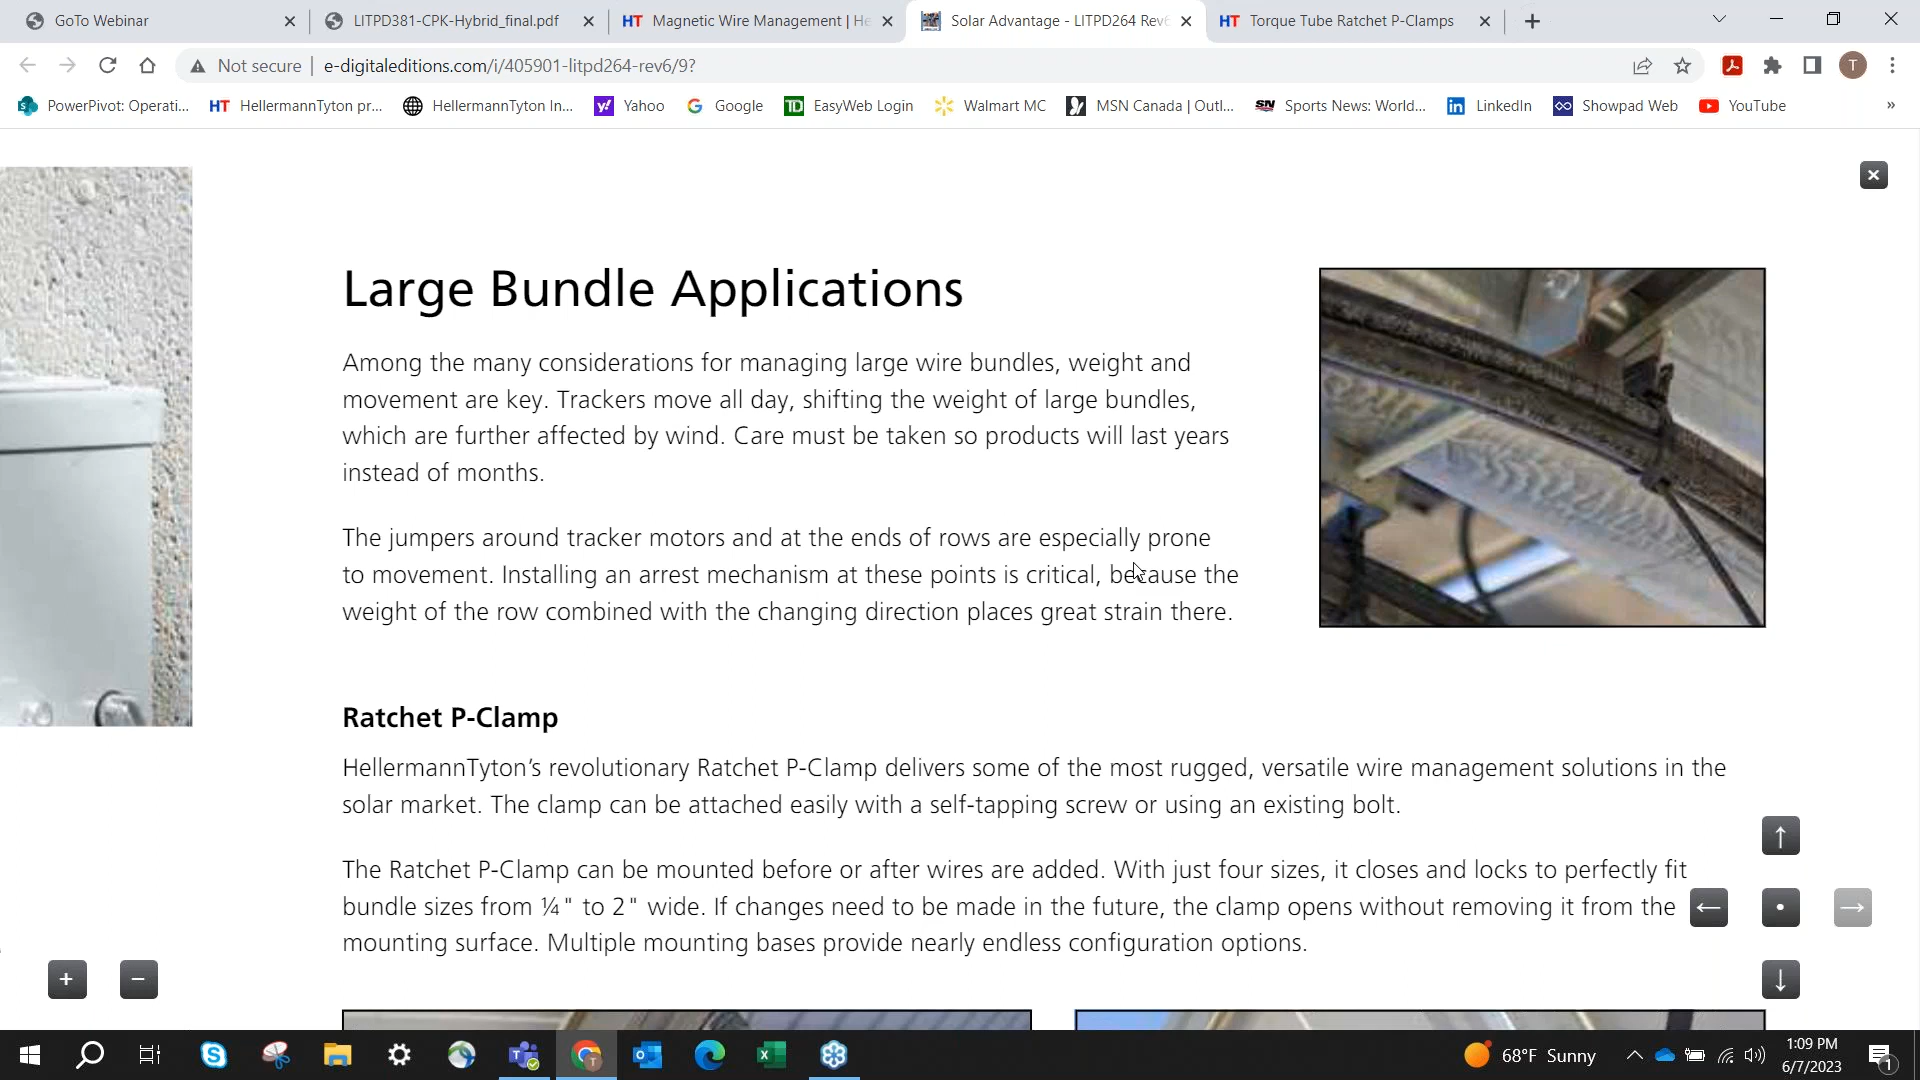 GoTo Webinar
LITPD381-CPK-Hybrid_final.pdf
HT Magnetic Wire Management | He
Solar Advantage - LITPD264 Rev6
HT Torque Tube Ratchet P-Clamps
Not secure | e-digitaleditions.com/i/405901-litpd264-rev6/9?
T
PowerPivot: Operati... HT HellermannTyton pr... HellermannTyton In... Yahoo Google EasyWeb Login Walmart MC MSN Canada | Outl... Sports News: World... LinkedIn Showpad Web YouTube »
Large Bundle Applications
Among the many considerations for managing large wire bundles, weight and
movement are key. Trackers move all day, shifting the weight of large bundles,
which are further affected by wind. Care must be taken so products will last years
instead of months.
The jumpers around tracker motors and at the ends of rows are especially prone
to movement. Installing an arrest mechanism at these points is critical, because the
weight of the row combined with the changing direction places great strain there.
Ratchet P-Clamp
HellermannTyton's revolutionary Ratchet P-Clamp delivers some of the most rugged, versatile wire management solutions in the
solar market. The clamp can be attached easily with a self-tapping screw or using an existing bolt.
The Ratchet P-Clamp can be mounted before or after wires are added. With just four sizes, it closes and locks to perfectly fit
bundle sizes from ¼" to 2" wide. If changes need to be made in the future, the clamp opens without removing it from the
mounting surface. Multiple mounting bases provide nearly endless configuration options.
68°F Sunny
1:09 PM
6/7/2023
1